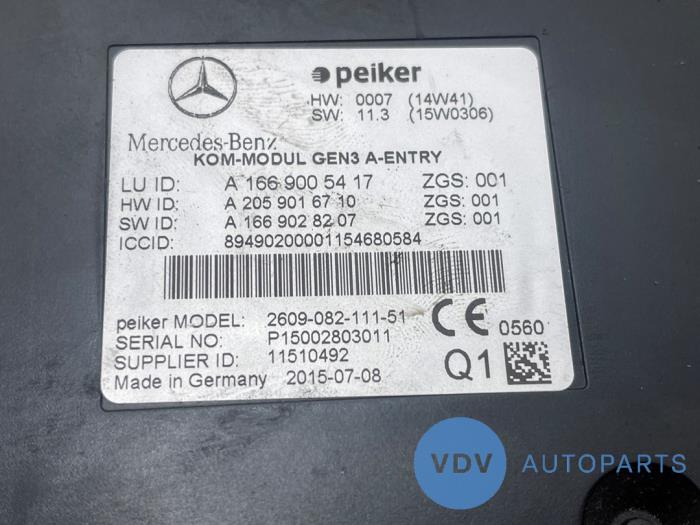 peiker
HW: 0007 (14W41)
SW: 11.3 (15W0306)
Mercedes-Benz
KOM-MODUL GEN3 A-ENTRY
LU ID: A 166 900 54 17 ZGS: 001
HW ID: A 205 901 67 10 ZGS: 001
SW ID: A 166 902 82 07 ZGS: 001
ICCID: 89490200001154680584
peiker MODEL: 2609-082-111-51
SERIAL NO: P15002803011
SUPPLIER ID: 11510492
Made in Germany 2015-07-08
CE 0560
Q1
VDV AUTOPARTS